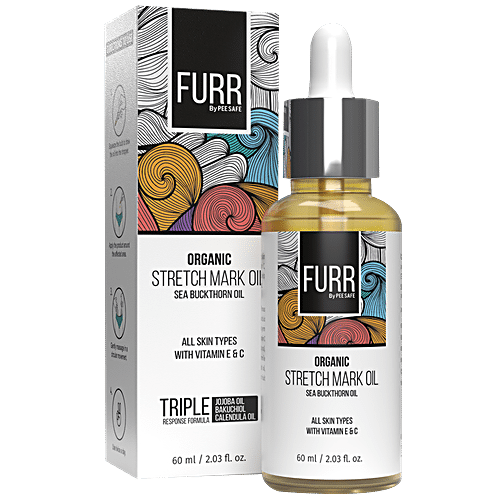 FURR
By PEE SAFE
ORGANIC
STRETCH MARK OIL
SEA BUCKTHORN OIL
ALL SKIN TYPES
WITH VITAMIN E & C
TRIPLE
RESPONSE FORMULA
JOJOBA OIL
BAKUCHIOL
CALENDULA OIL
60 ml / 2.03 fl. oz.
FURR
By PEE SAFE
ORGANIC
STRETCH MARK OIL
SEA BUCKTHORN OIL
ALL SKIN TYPES
WITH VITAMIN E & C
60 ml / 2.03 fl. oz.